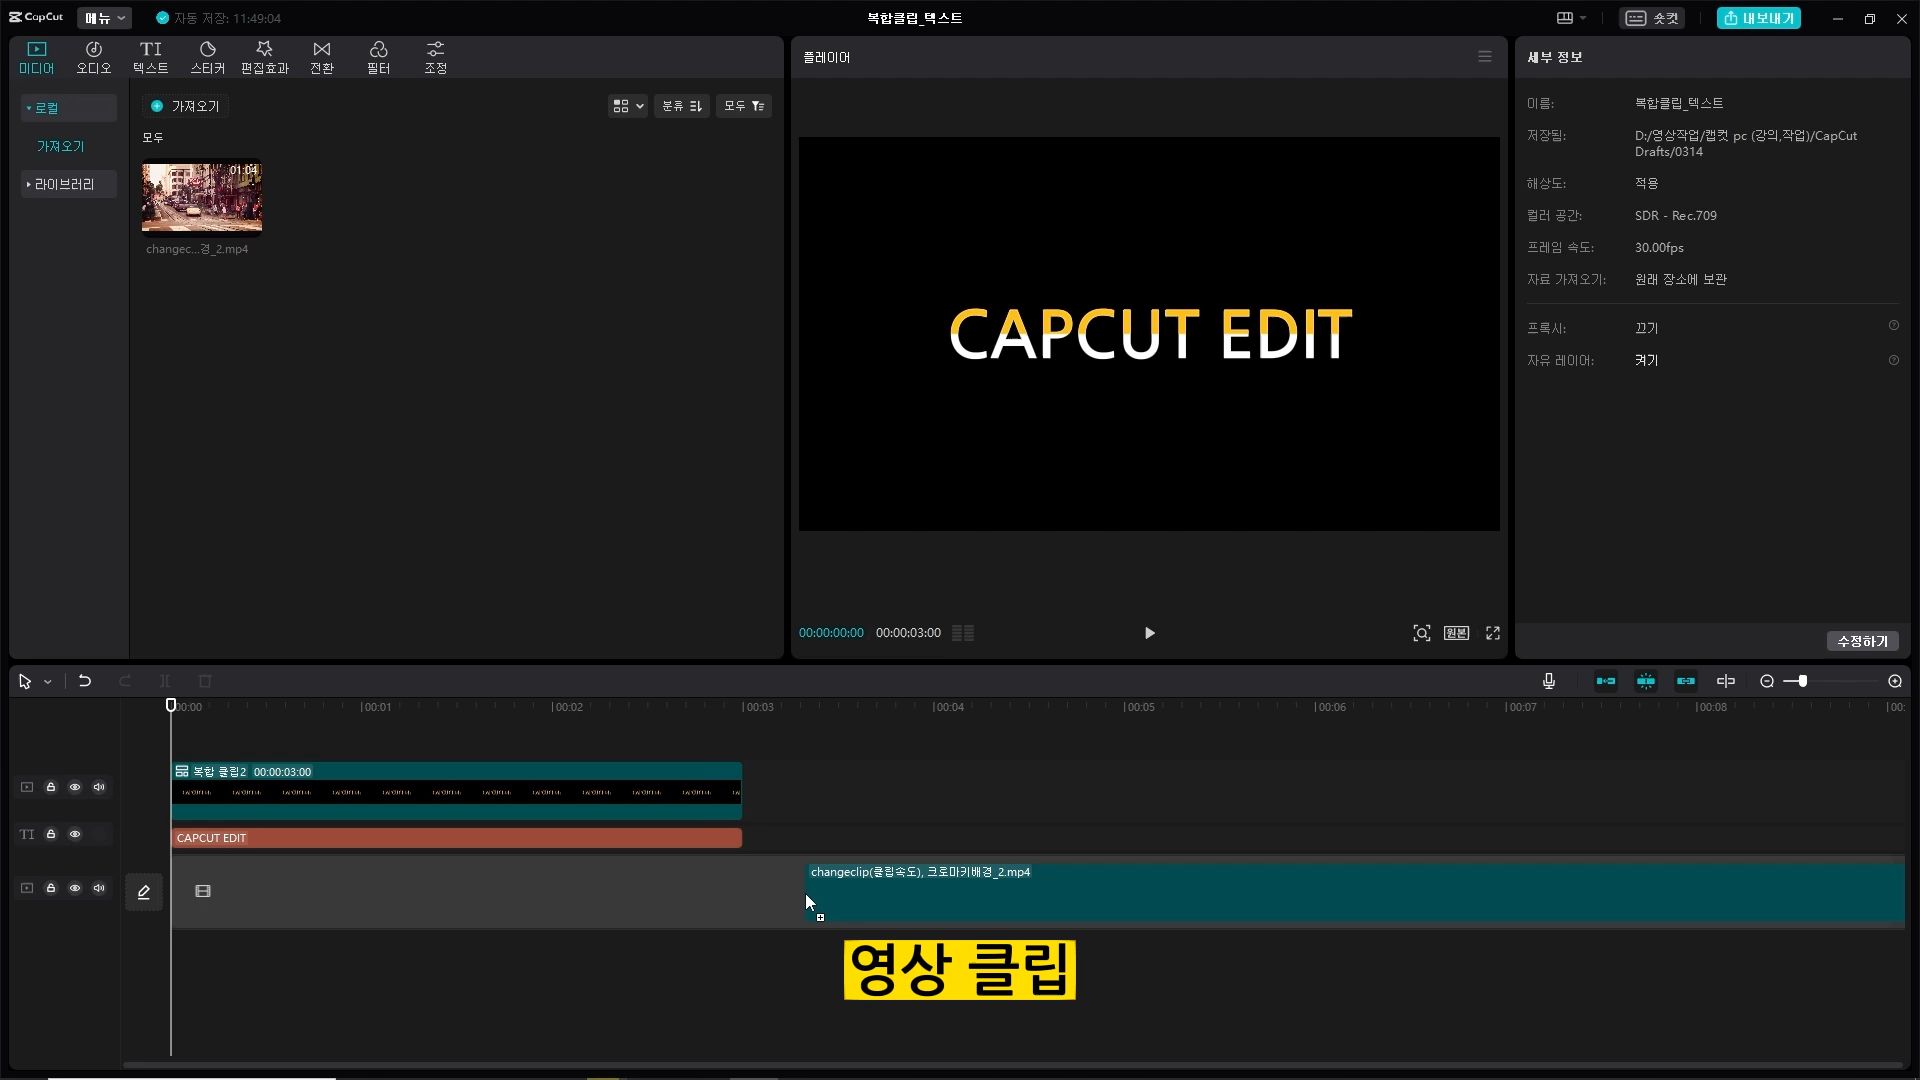 CapCut
메뉴
자동 저장: 11:49:04
복합클립_텍스트
숏컷
내보내기
미디어
오디오
텍스트
스티커
편집효과
전환
필터
조정
로컬
가져오기
라이브러리
가져오기
분류
모두
모두
01:04
changec...경_2.mp4
플레이어
CAPCUT EDIT
00:00:00:00
00:00:03:00
원본
세부 정보
이름:
복합클립_텍스트
저장됨:
D:/영상작업/캡컷 pc (강의,작업)/CapCut
Drafts/0314
해상도:
적용
컬러 공간:
SDR - Rec.709
프레임 속도:
30.00fps
자료 가져오기:
원래 장소에 보관
프록시:
끄기
자유 레이어:
켜기
수정하기
00:00
00:01
00:02
00:03
00:04
00:05
00:06
00:07
00:08
00:
복합 클립2 00:00:03:00
TI
CAPCUT EDIT
changeclip(클립속도), 크로마키배경_2.mp4
영상 클립